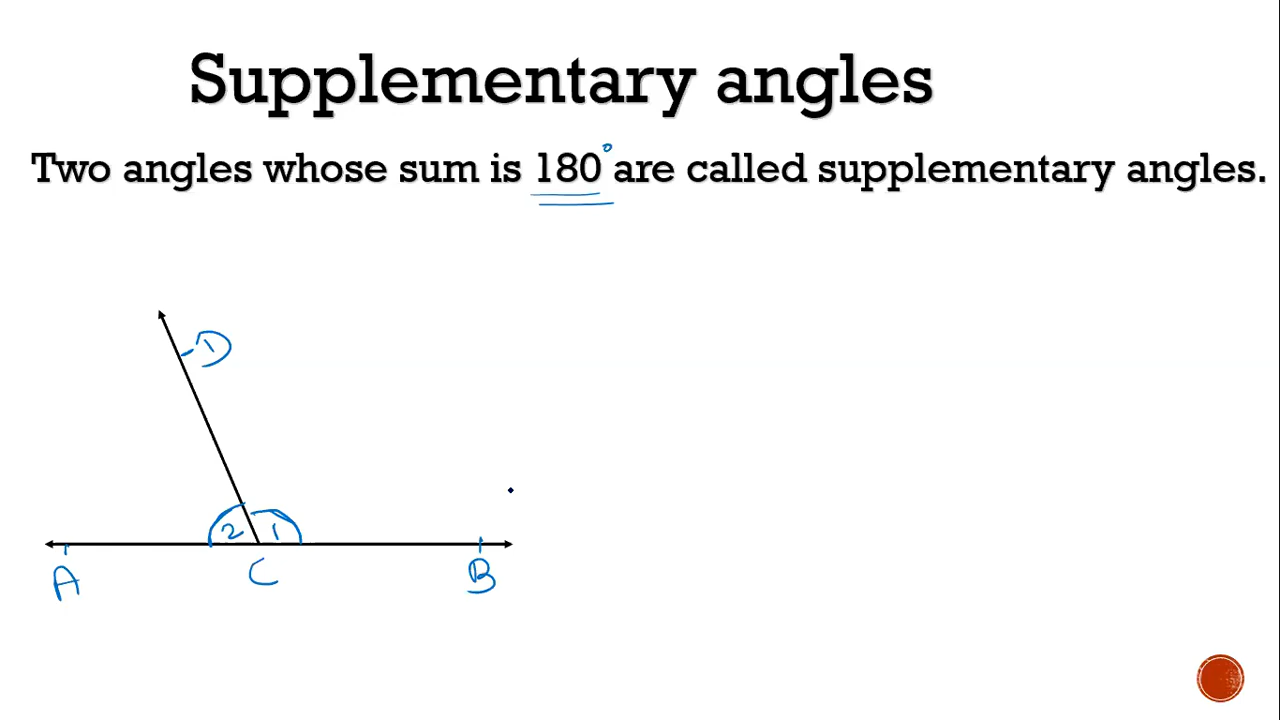 Supplementary angles
Two angles whose sum is 180° are called supplementary angles.
D
2 1
A C B